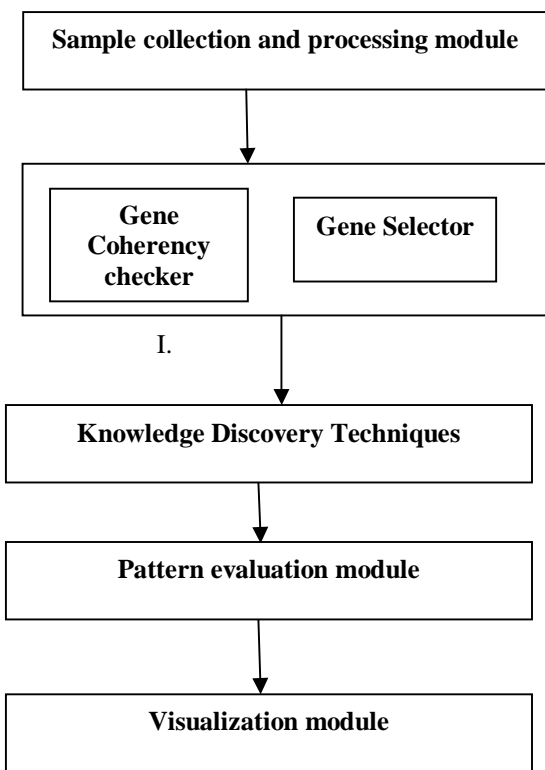 Sample collection and processing module
Gene
Coherency
checker
Gene Selector
I.
Knowledge Discovery Techniques
Pattern evaluation module
Visualization module